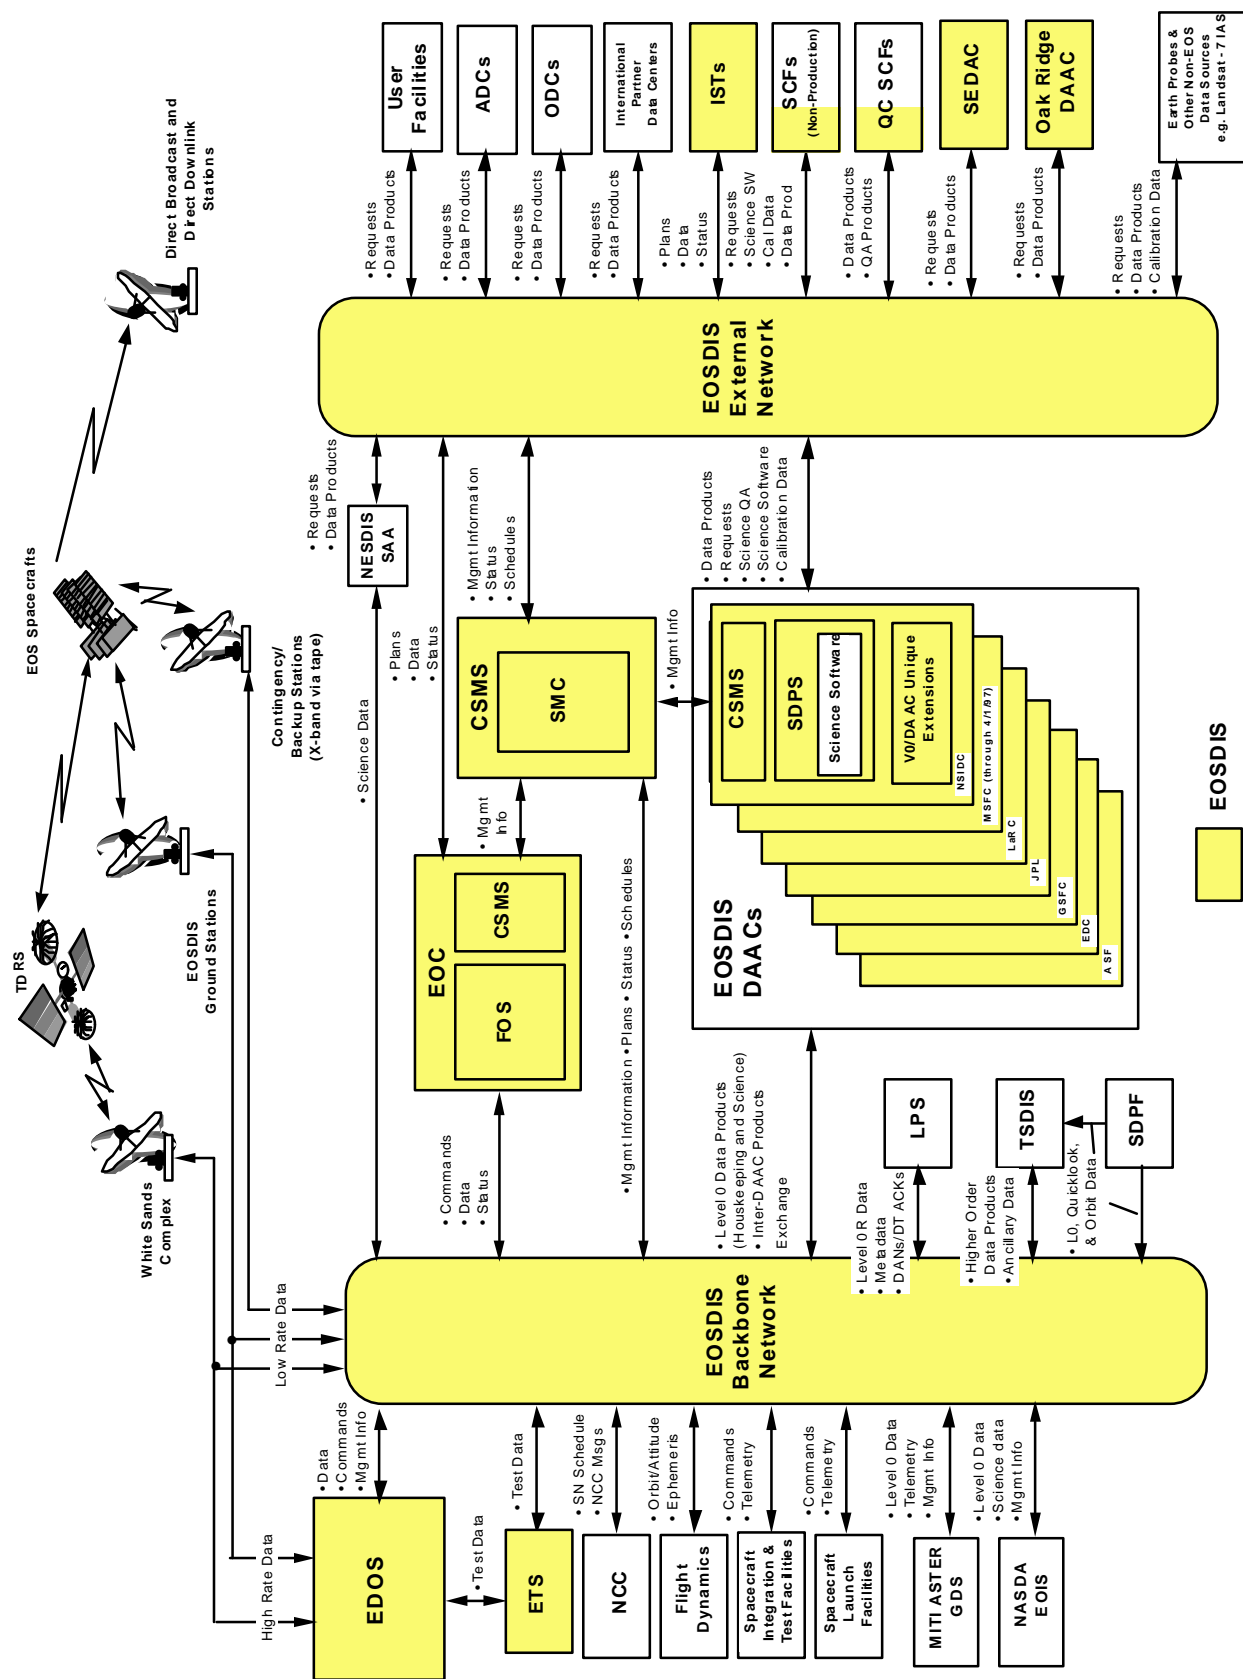 Direct Broadcast and
Direct Downlink
Stations
EOS Spacecrafts
Contingency/
Backup Stations
(X-band via tape)
TDRS
EOSDIS
Ground Stations
White Sands
Complex
User
Facilities
ADCs
ODCs
International
Partner
Data Centers
ISTs
SCFs
(Non-Production)
QC SCFs
SEDAC
Oak Ridge
DAAC
Earth Probes &
Other Non-EOS
Data Sources
e.g. Landsat - 7 IAS
• Requests
• Data Products
• Requests
• Data Products
• Requests
• Data Products
• Requests
• Data Products
• Plans
• Data
• Status
• Requests
• Science SW
• Cal Data
• Data Prod
• Data Products
• QA Products
• Requests
• Data Products
• Requests
• Data Products
• Requests
• Data Products
• Calibration Data
EOSDIS
External
Network
• Requests
• Data Products
NESDIS
SAA
• Science Data
• Plans
• Data
• Status
• Mgmt Information
• Status
• Schedules
• Data Products
• Requests
• Science QA
• Science Software
• Calibration Data
CSMS
SMC
• Mgmt Info
• Mgmt
Info
EOC
CSMS
FOS
• Commands
• Data
• Status
• Mgmt Information • Plans • Status • Schedules
EOSDIS
DAACs
CSMS
SDPS
Science Software
V0/DAAC Unique
Extensions
NSIDC
MSFC (through 4/1/97)
LaRC
JPL
GSFC
EDC
ASF
• Level 0 Data Products
(Houskeeping and Science)
• Inter-DAAC Products
Exchange
LPS
• Level 0R Data
• Metadata
• DANs/DT ACKs
TSDIS
• Higher Order
Data Products
• Ancillary Data
SDPF
• L0, Quicklook,
& Orbit Data
EOSDIS
Backbone
Network
Low Rate Data
High Rate Data
• Data
• Commands
• Mgmt Info
EDOS
• Test Data
• Test Data
ETS
• SN Schedule
• NCC Msgs
NCC
• Orbit/Attitude
• Ephemeris
Flight
Dynamics
• Commands
• Telemetry
Spacecraft
Integration &
Test Facilities
• Commands
• Telemetry
Spacecraft
Launch
Facilities
• Level 0 Data
• Telemetry
• Mgmt Info
MITI ASTER
GDS
• Level 0 Data
• Science data
• Mgmt Info
NASDA
EOIS
EOSDIS